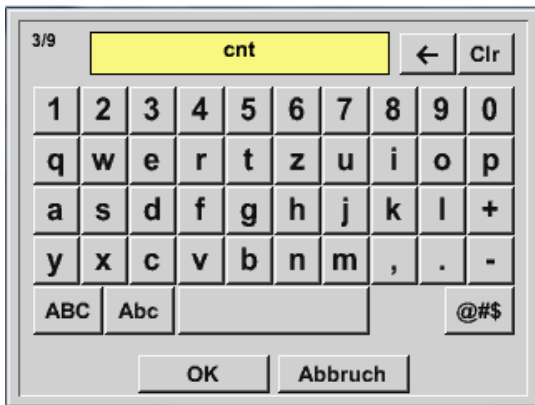 3/9 cnt ← Clr
1 2 3 4 5 6 7 8 9 0
q w e r t z u i o p
a s d f g h j k l +
y x c v b n m , . -
ABC Abc @#$
OK Abbruch